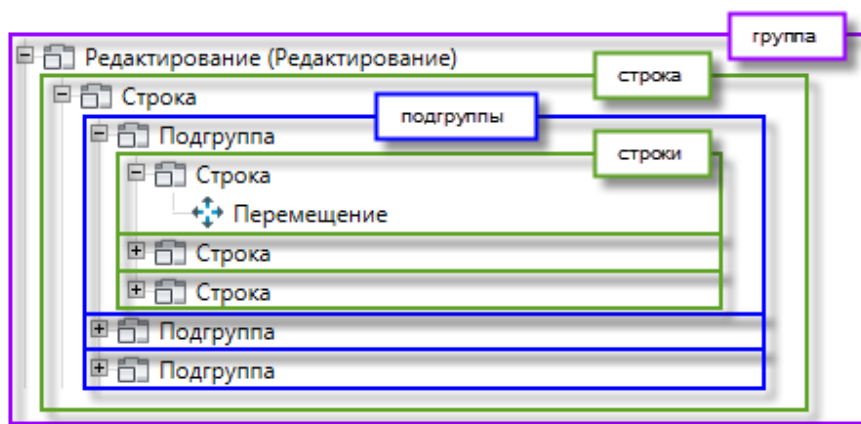 группа
Редактирование (Редактирование)
строка
Строка
подгруппы
Подгруппа
строки
Строка
Перемещение
Строка
Строка
Подгруппа
Подгруппа